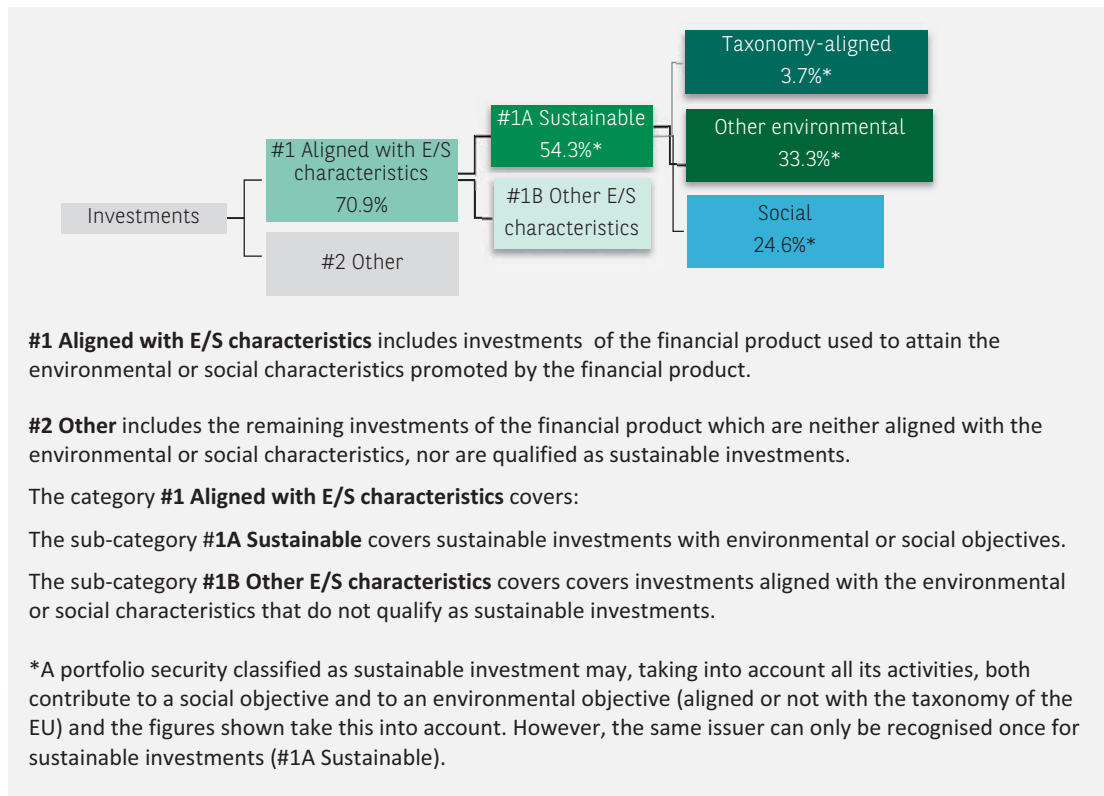 Taxonomy-aligned
3.7%*
#1A Sustainable
54.3%*
Other environmental
33.3%*
#1 Aligned with E/S
characteristics
70.9%
#1B Other E/S
characteristics
Investments
Social
24.6%*
#2 Other
#1 Aligned with E/S characteristics includes investments of the financial product used to attain the
environmental or social characteristics promoted by the financial product.
#2 Other includes the remaining investments of the financial product which are neither aligned with the
environmental or social characteristics, nor are qualified as sustainable investments.
The category #1 Aligned with E/S characteristics covers:
The sub-category #1A Sustainable covers sustainable investments with environmental or social objectives.
The sub-category #1B Other E/S characteristics covers covers investments aligned with the environmental
or social characteristics that do not qualify as sustainable investments.
*A portfolio security classified as sustainable investment may, taking into account all its activities, both
contribute to a social objective and to an environmental objective (aligned or not with the taxonomy of the
EU) and the figures shown take this into account. However, the same issuer can only be recognised once for
sustainable investments (#1A Sustainable).